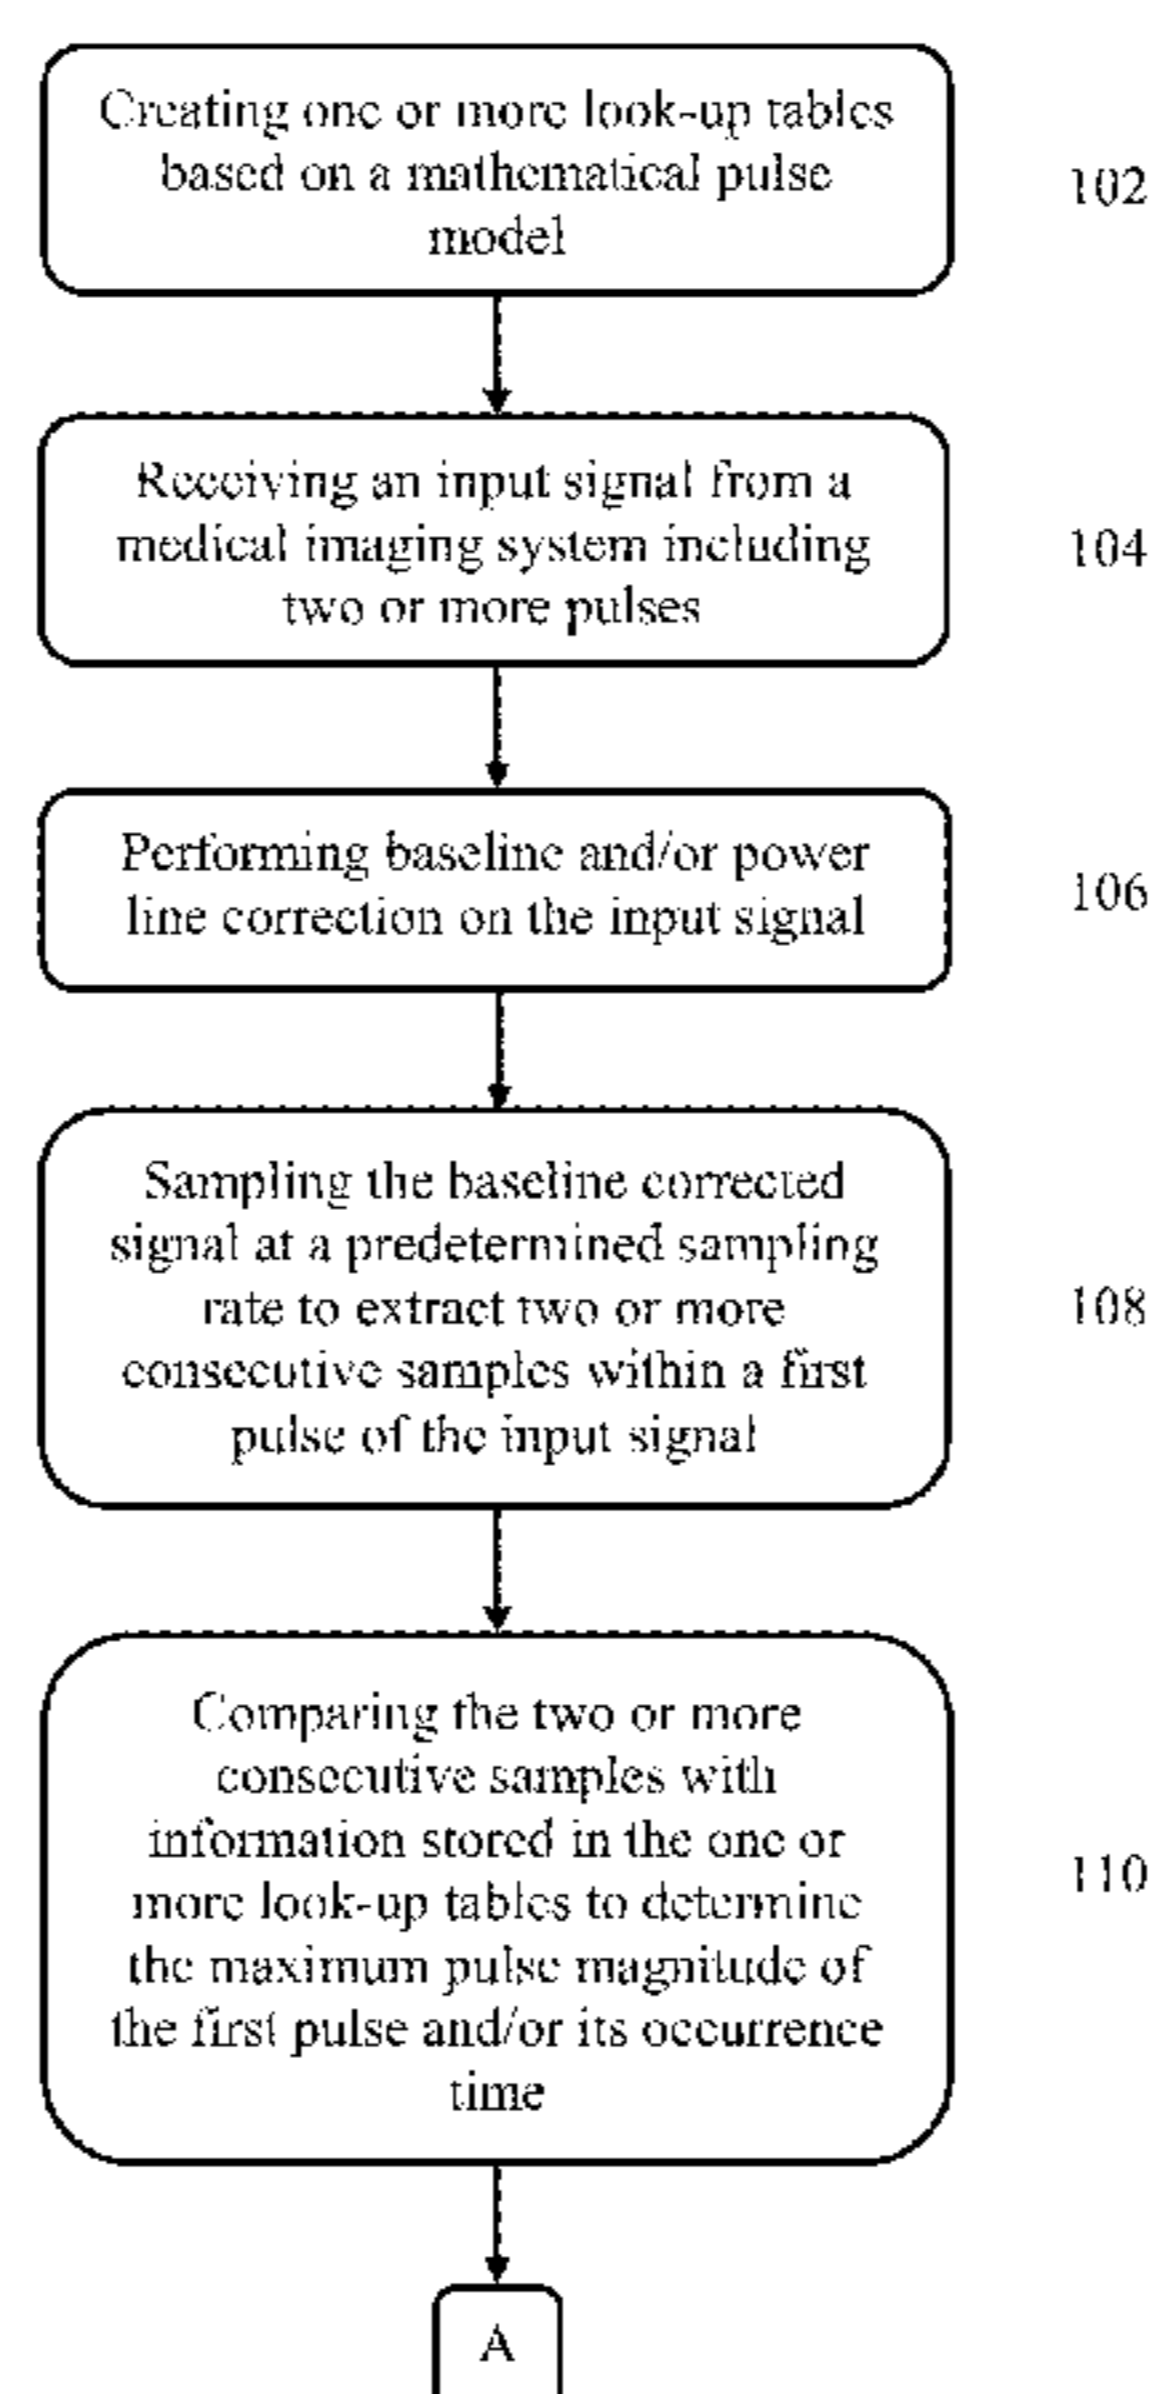 Creating one or more look-up tables
based on a mathematical pulse
model
102
Receiving an input signal from a
medical imaging system including
two or more pulses
104
Performing baseline and/or power
line correction on the input signal
106
Sampling the baseline corrected
signal at a predetermined sampling
rate to extract two or more
consecutive samples within a first
pulse of the input signal
108
Comparing the two or more
consecutive samples with
information stored in the one or
more look-up tables to determine
the maximum pulse magnitude of
the first pulse and/or its occurrence
time
110
A